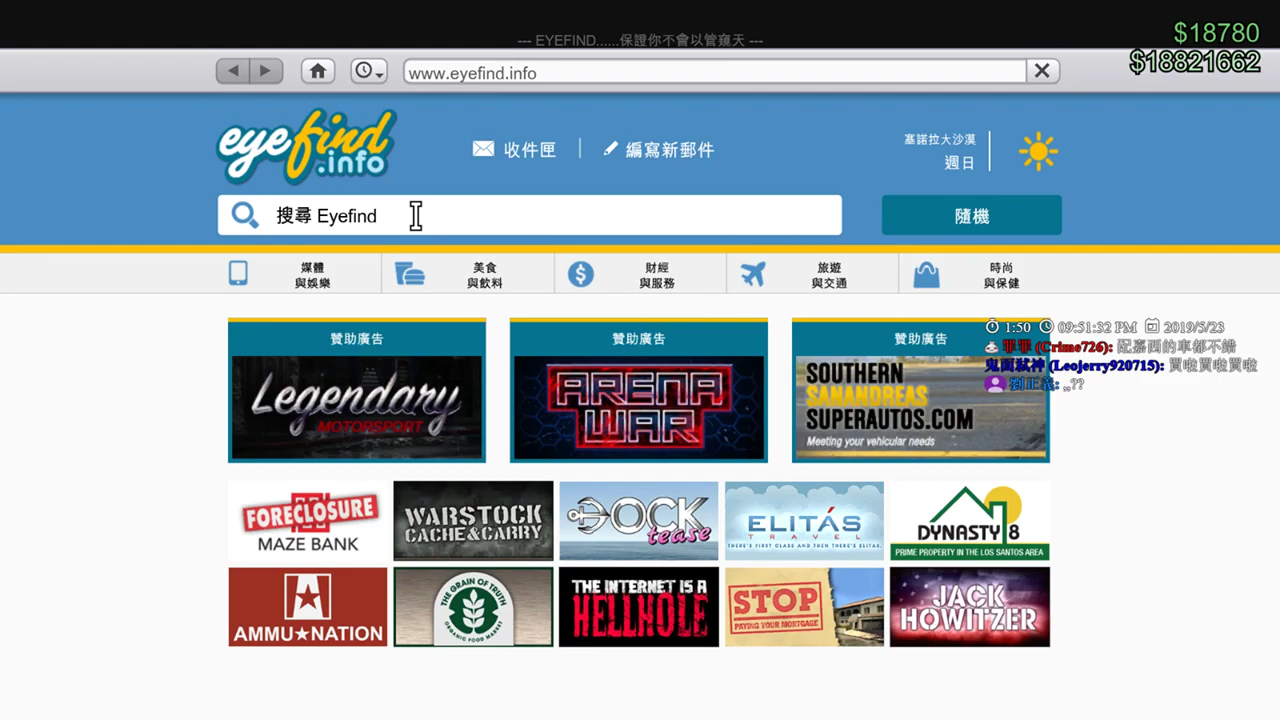 $18780
--- EYEFIND......保證你不會以管窺天 ---
$18821662
www.eyefind.info
eyefind
.info
收件匣
編寫新郵件
塞諾拉大沙漠
週日
搜尋 Eyefind
隨機
媒體
與娛樂
美食
與飲料
財經
與服務
旅遊
與交通
時尚
與保健
贊助廣告
Legendary
MOTORSPORT
贊助廣告
ARENA
WAR
贊助廣告
SOUTHERN
SANANDREAS
SUPERAUTOS.COM
Meeting your vehicular needs
1:50 09:51:32 PM 2019/5/23
罪罪 (Crime726): 配嘉西的車都不錯
鬼面弑神 (Leojerry920715): 買啦買啦買啦
劉正義: ,,??
FORECLOSURE
MAZE BANK
WARSTOCK
CACHE&CARRY
DOCK
tease
ELITÁS
TRAVEL
THERE'S FIRST CLASS AND THEN THERE'S ELITAS.
DYNASTY 8
PRIME PROPERTY IN THE LOS SANTOS AREA
AMMU★NATION
THE GRAIN OF TRUTH
ORGANIC FOOD MARKET
THE INTERNET IS A
HELLHOLE
STOP
PAYING YOUR MORTGAGE
JACK
HOWITZER